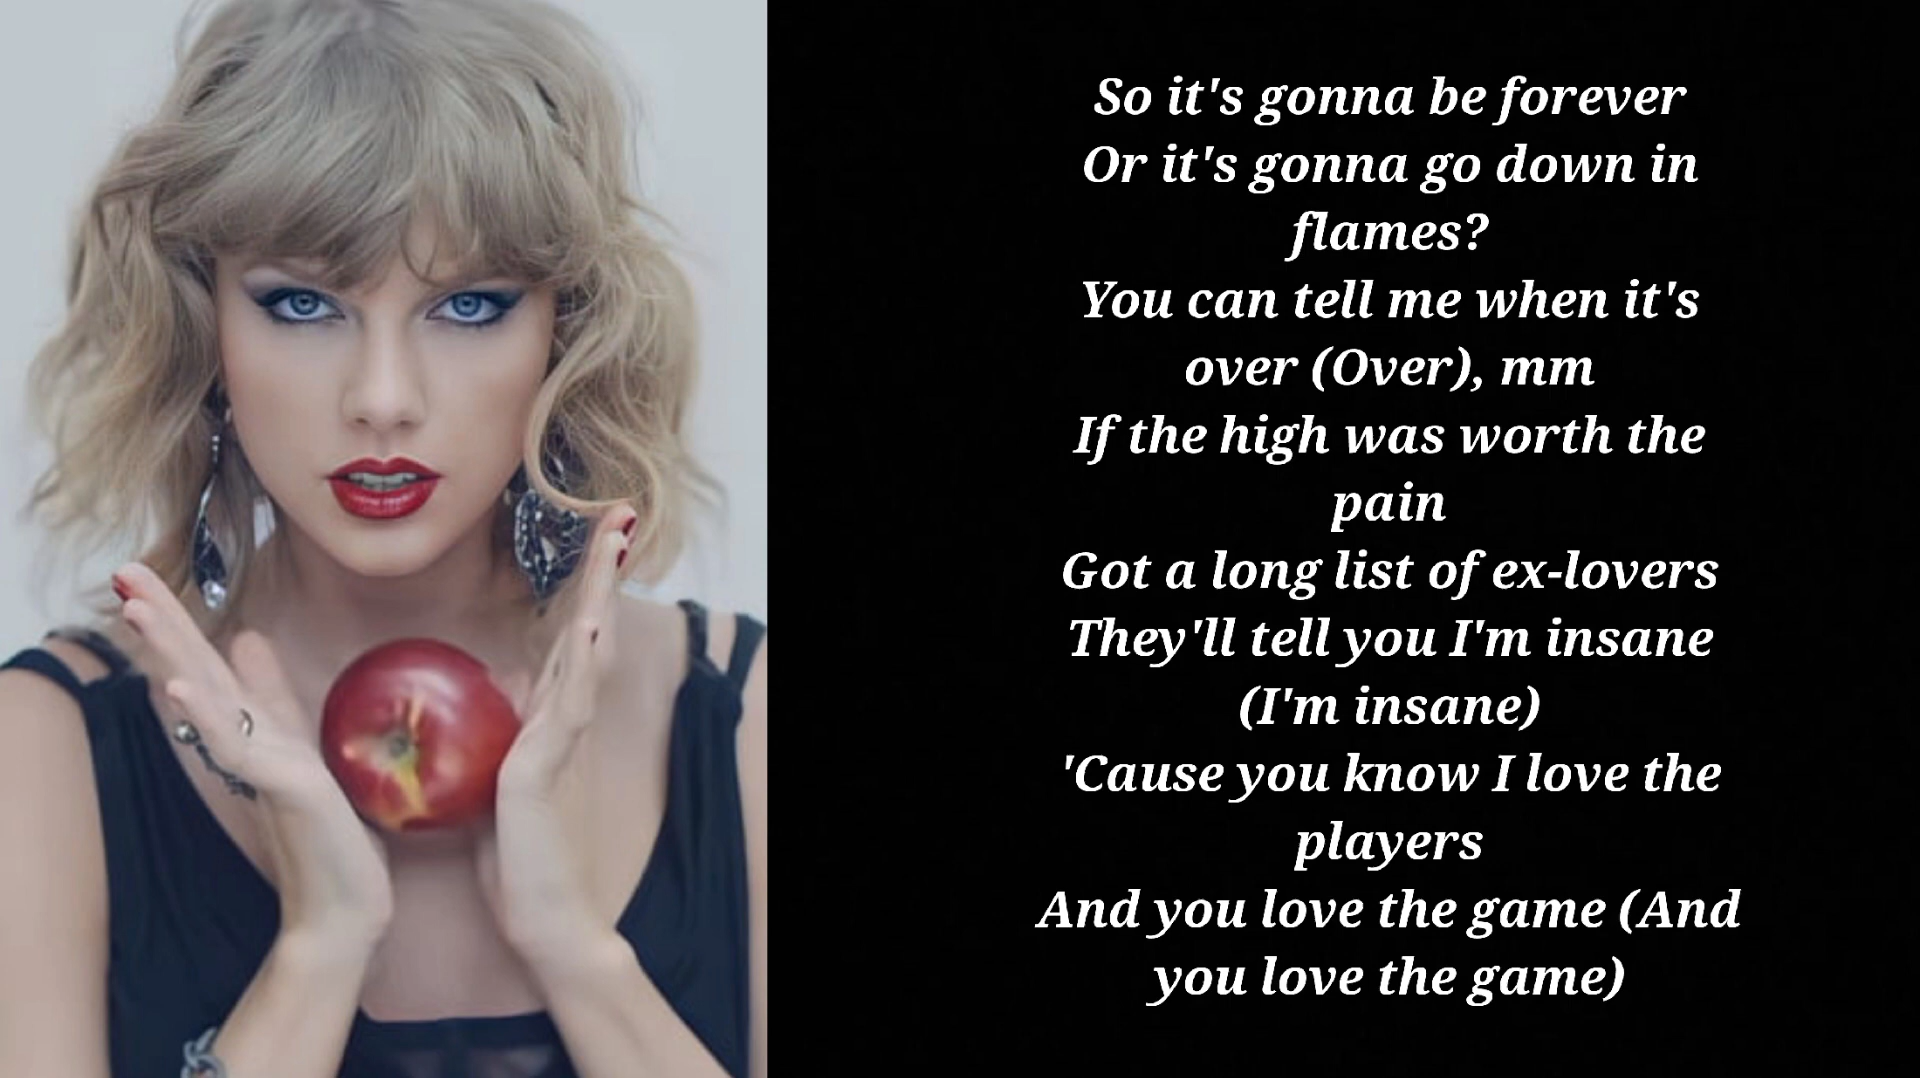 So it's gonna be forever
Or it's gonna go down in
flames?
You can tell me when it's
over (Over), mm
If the high was worth the
pain
Got a long list of ex-lovers
They'll tell you I'm insane
(I'm insane)
'Cause you know I love the
players
And you love the game (And
you love the game)